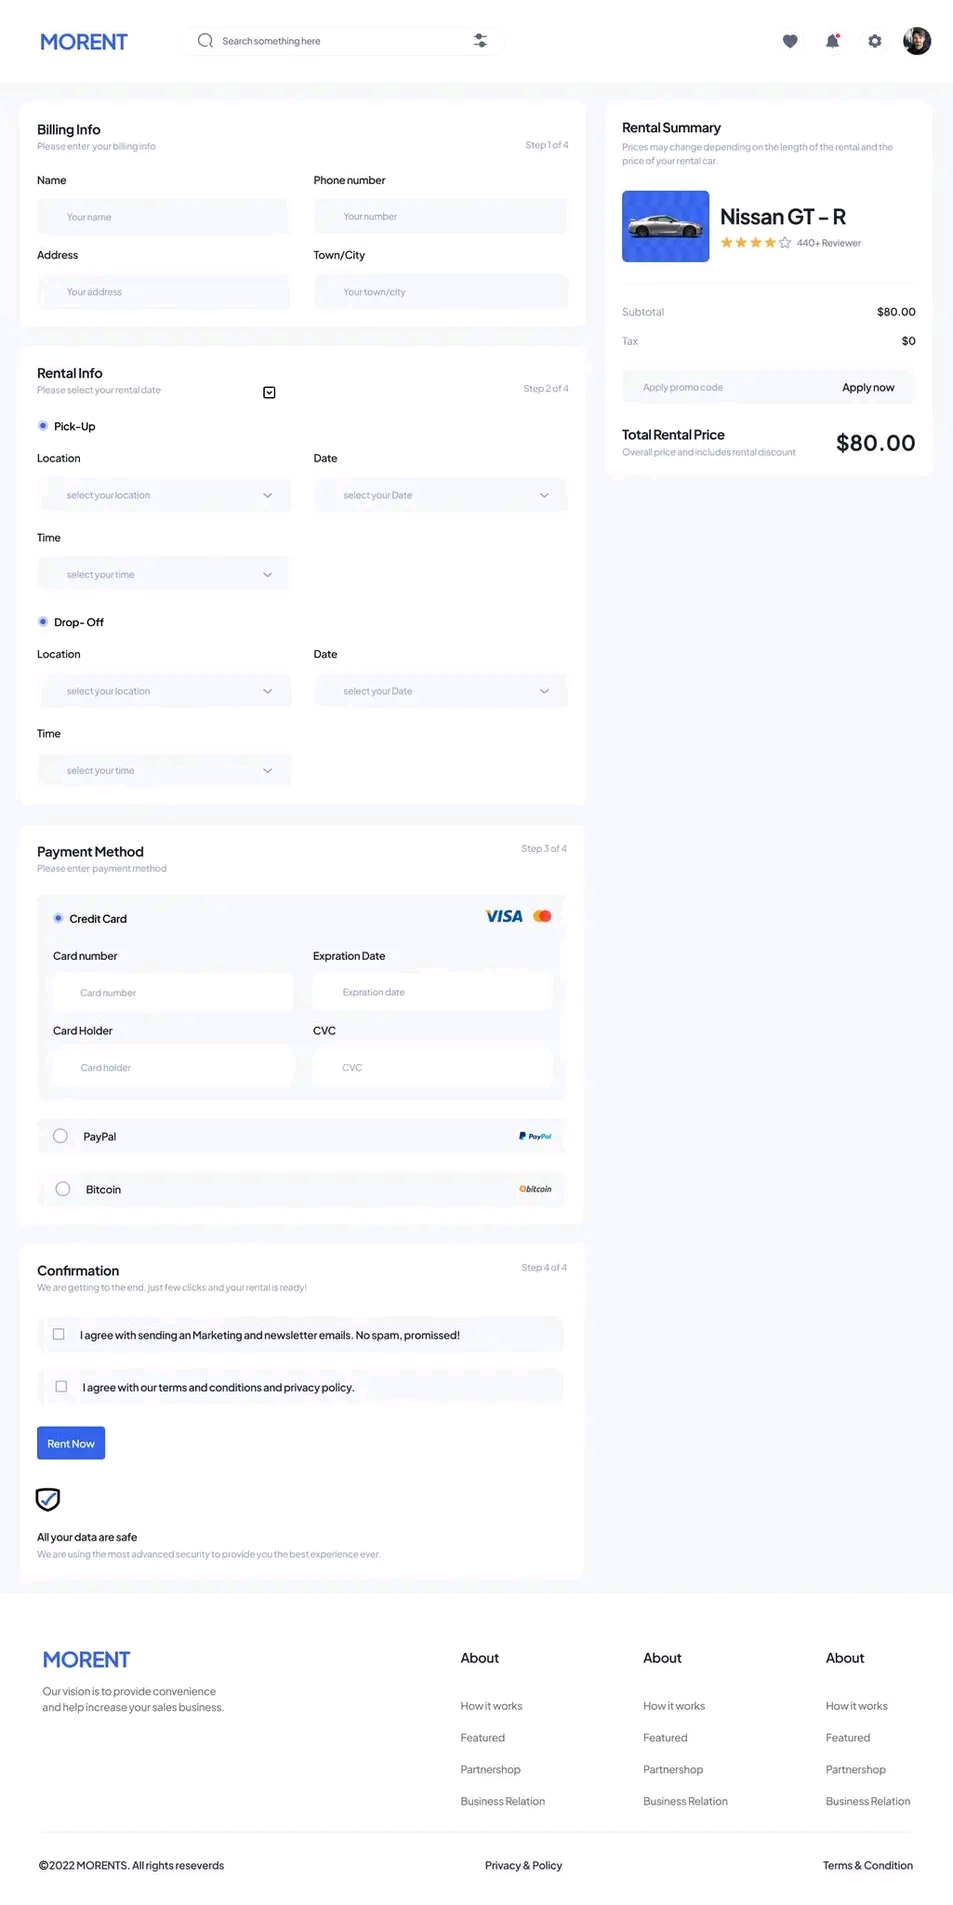 MORENT
Search something here
Billing Info
Please enter your billing info
Step 1 of 4
Name
Phone number
Your name
Your number
Address
Town/City
Your address
Your town/city
Rental Info
Please select your rental date
Step 2 of 4
Pick-Up
Location
Date
select your location
select your Date
Time
select your time
Drop- Off
Location
Date
select your location
select your Date
Time
select your time
Payment Method
Please enter payment method
Step 3 of 4
Credit Card
VISA
Card number
Expration Date
Card number
Expration date
Card Holder
CVC
Card holder
CVC
PayPal
PayPal
Bitcoin
bitcoin
Confirmation
We are getting to the end, just few clicks and your rental is ready!
Step 4 of 4
I agree with sending an Marketing and newsletter emails. No spam, promissed!
I agree with our terms and conditions and privacy policy.
Rent Now
All your data are safe
We are using the most advanced security to provide you the best experience ever.
Rental Summary
Prices may change depending on the length of the rental and the
price of your rental car.
Nissan GT - R
440+ Reviewer
Subtotal
$80.00
Tax
$0
Apply promo code
Apply now
Total Rental Price
Overall price and includes rental discount
$80.00
MORENT
Our vision is to provide convenience
and help increase your sales business.
About
How it works
Featured
Partnershop
Business Relation
About
How it works
Featured
Partnershop
Business Relation
About
How it works
Featured
Partnershop
Business Relation
©2022 MORENTS. All rights reseverds
Privacy & Policy
Terms & Condition